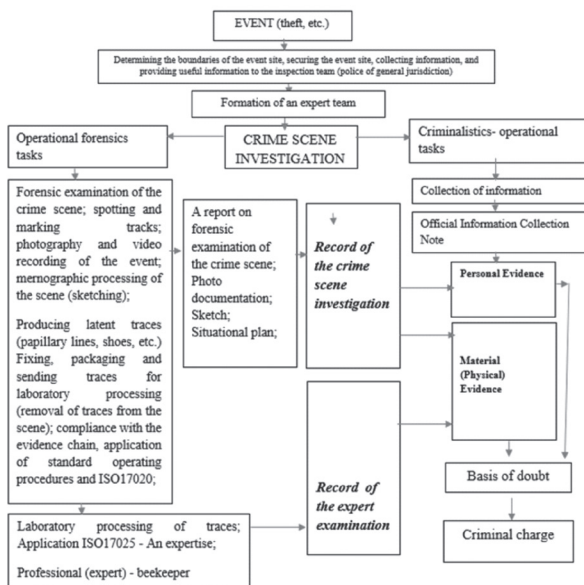 EVENT (theft, etc.)
Determining the boundaries of the event site, securing the event site, collecting information, and
providing useful information to the inspection team (police of general jurisdiction)
Formation of an expert team
Operational forensics
tasks
CRIME SCENE
INVESTIGATION
Criminalistics- operational
tasks
Forensic examination of the
crime scene; spotting and
marking tracks;
photography and video
recording of the event;
mernographic processing of
the scene (sketching);
Producing latent traces
(papillary lines, shoes, etc.)
Fixing, packaging and
sending traces for
laboratory processing
(removal of traces from the
scene); compliance with the
evidence chain, application
of standard operating
procedures and ISO17020;
A report on
forensic
examination of
the crime scene;
Photo
documentation;
Sketch;
Situational plan;
Record of
the crime
scene
investigation
Collection of information
Official Information Collection
Note
Personal Evidence
Material
(Physical)
Evidence
Basis of doubt
Criminal charge
Laboratory processing of traces;
Application ISO17025 - An expertise;
Professional (expert) - beekeeper
Record of
the expert
examination